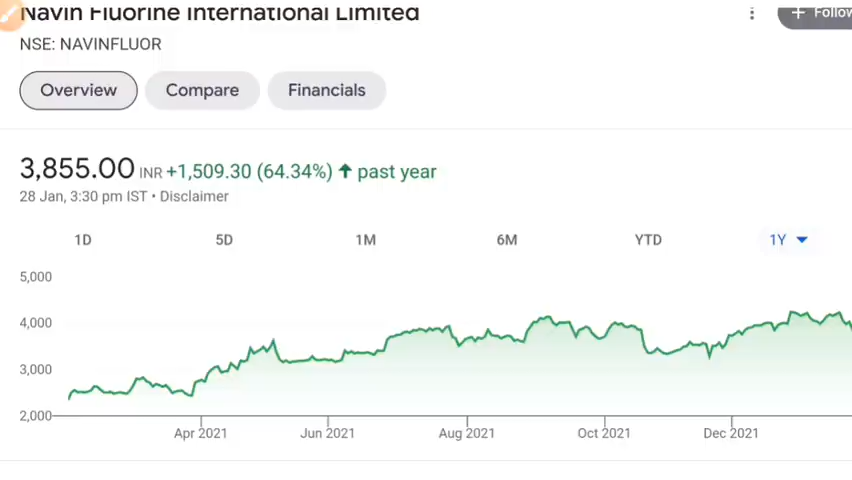 Navin Fluorine International Limited
Follow
NSE: NAVINFLUOR
Overview
Compare
Financials
3,855.00 INR +1,509.30 (64.34%) ↑ past year
28 Jan, 3:30 pm IST • Disclaimer
1D 5D 1M 6M YTD 1Y
5,000
4,000
3,000
2,000
Apr 2021 Jun 2021 Aug 2021 Oct 2021 Dec 2021